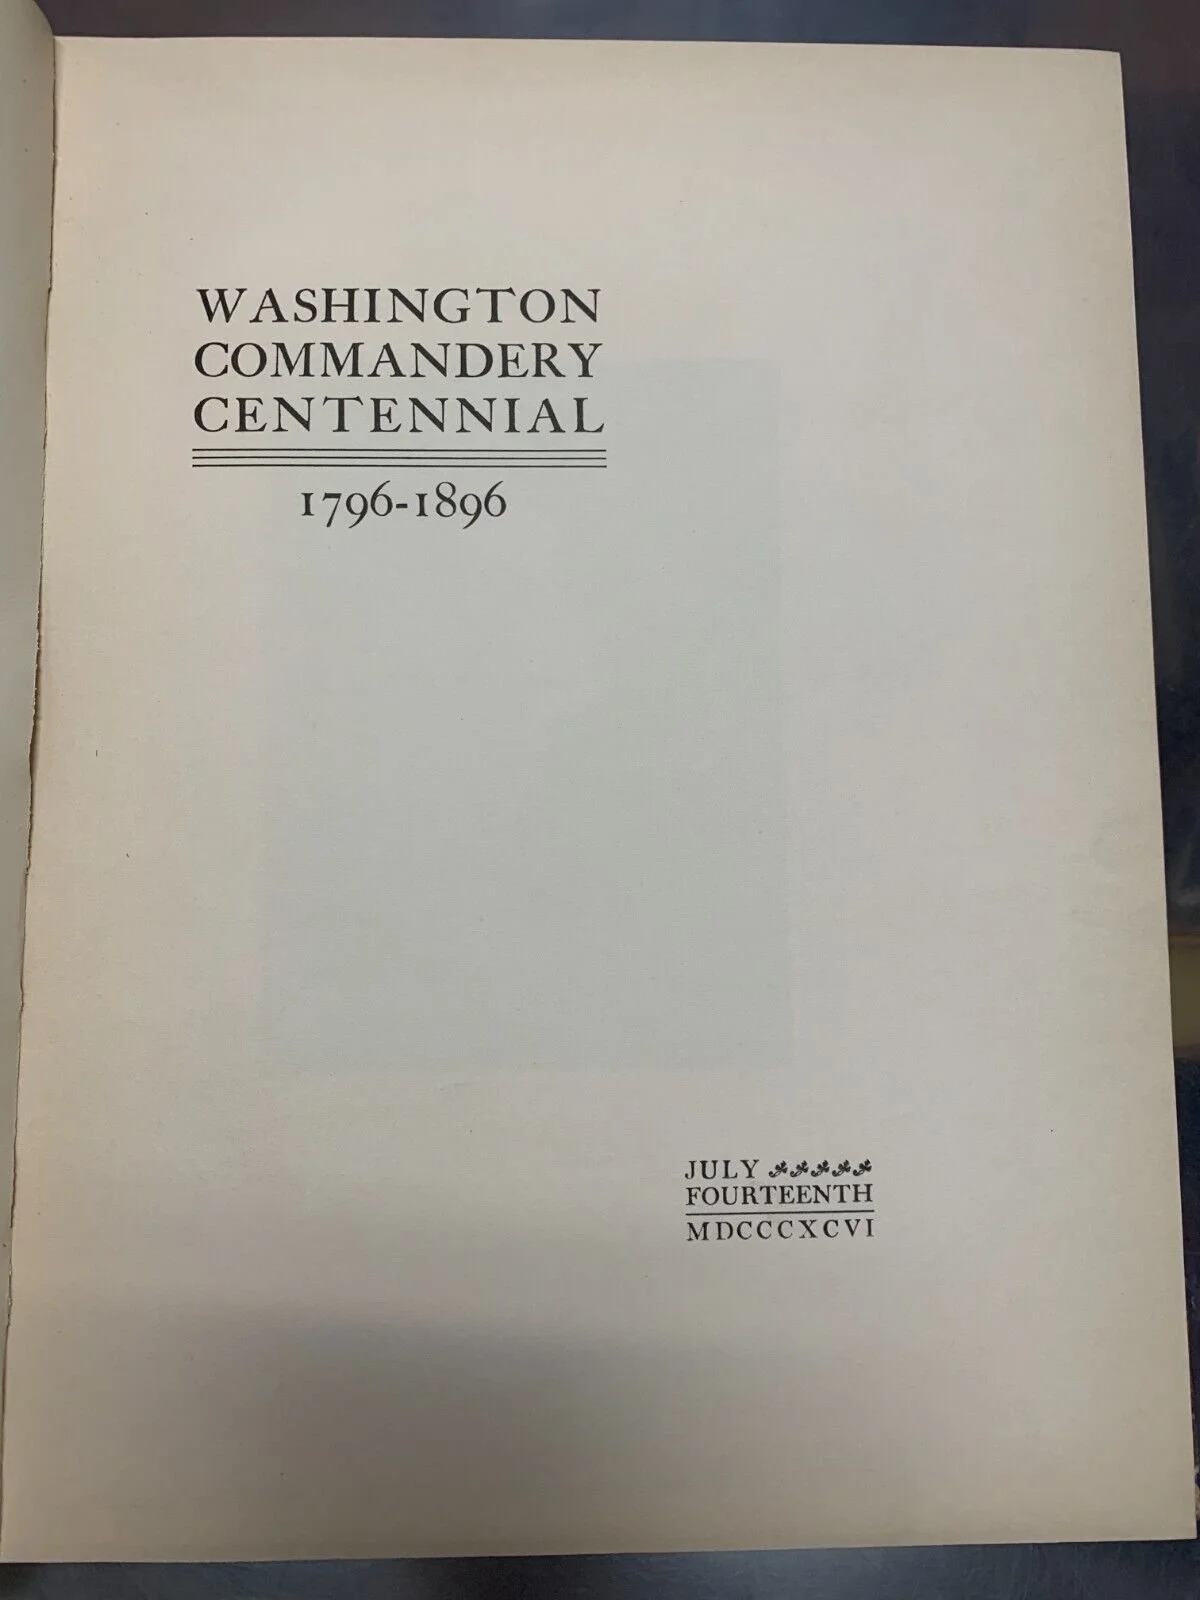 WASHINGTON
COMMANDERY
CENTENNIAL
1796-1896
JULY
FOURTEENTH
MDCCCXCVI